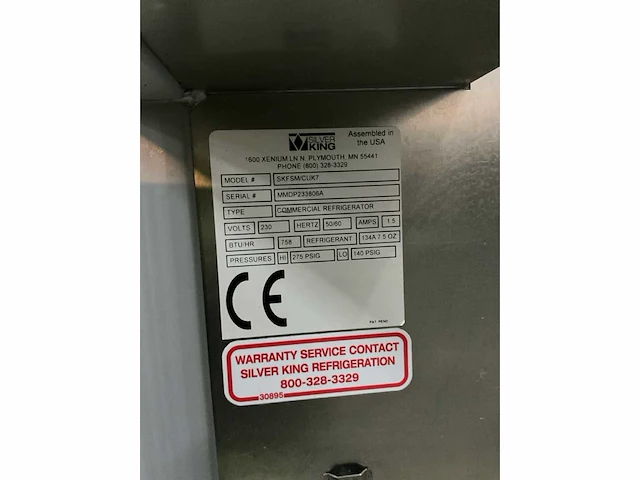 SILVER KING
Assembled in the USA
1600 XENIUM LN N. PLYMOUTH, MN 55441
PHONE (800) 328-3329
MODEL # SKFSM/CUK7
SERIAL # MMDP233806A
TYPE COMMERCIAL REFRIGERATOR
VOLTS 230 HERTZ 50/60 AMPS 1.5
BTU/HR 758 REFRIGERANT 134A 7.5 OZ
PRESSURES HI 275 PSIG LO 140 PSIG
CE
PAT. PEND.
WARRANTY SERVICE CONTACT
SILVER KING REFRIGERATION
800-328-3329
30895